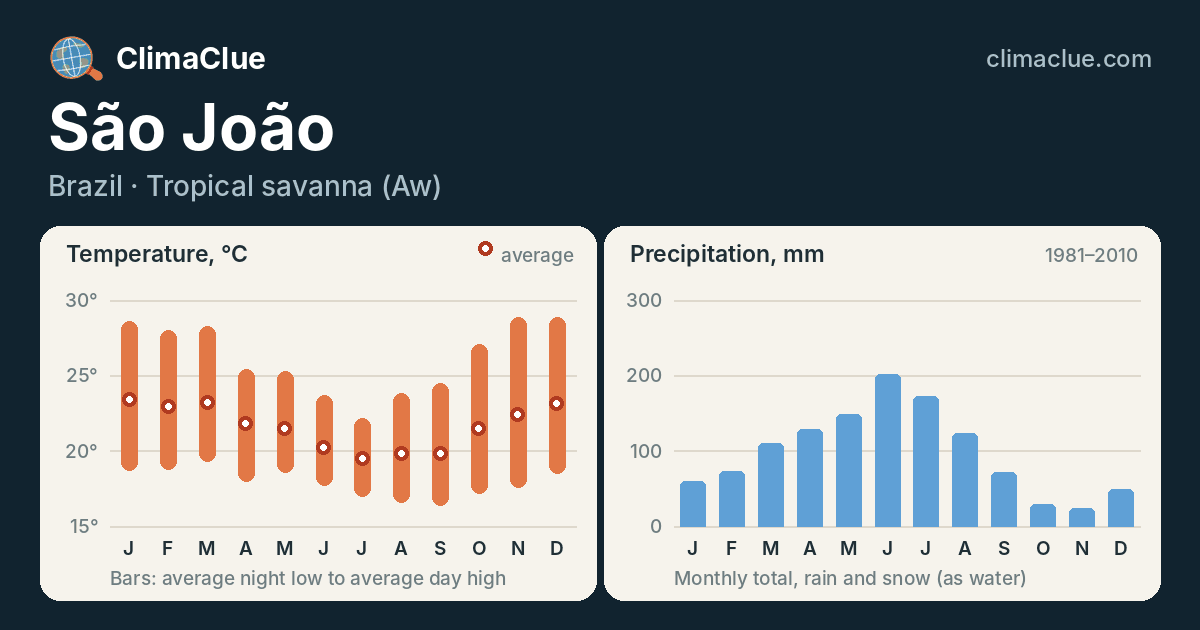 ClimaClue
climaclue.com
São João
Brazil · Tropical savanna (Aw)
Temperature, °C
average
30°
25°
20°
15°
J F M A M J J A S O N D
Bars: average night low to average day high
Precipitation, mm
1981–2010
300
200
100
0
J F M A M J J A S O N D
Monthly total, rain and snow (as water)